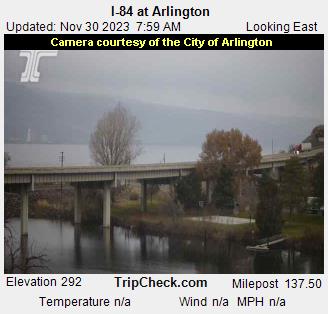 I-84 at Arlington
Updated: Nov 30 2023 7:59 AM Looking East
Camera courtesy of the City of Arlington
Elevation 292 TripCheck.com Milepost 137.50
Temperature n/a Wind n/a MPH n/a